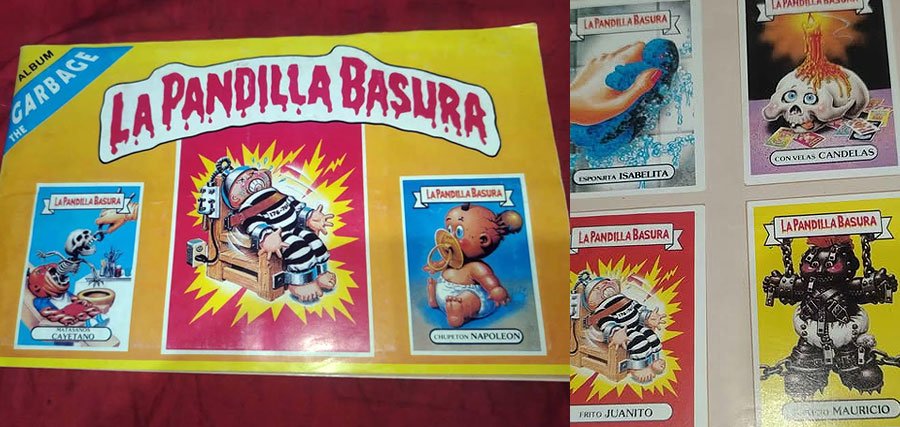 ALBUM
THE GARBAGE
LA PANDILLA BASURA
LA PANDILLA BASURA
MATASANOS
CAYETANO
LA PANDILLA BASURA
CHUPETON NAPOLEON
LA PANDILLA BASURA
ESPONJITA ISABELITA
LA PANDILLA BASURA
CON VELAS CANDELAS
LA PANDILLA BASURA
FRITO JUANITO
LA PANDILLA BASURA
MAURICIO